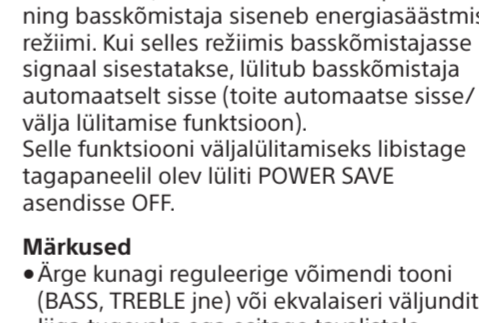 ning basskõmistaja siseneb energiasäästmis
režiimi. Kui selles režiimis basskõmistajasse
signaal sisestatakse, lülitub basskõmistaja
automaatselt sisse (toite automaatse sisse/
välja lülitamise funktsioon).
Selle funktsiooni väljalülitamiseks libistage
tagapaneelil olev lüliti POWER SAVE
asendisse OFF.
Märkused
● Ärge kunagi reguleerige võimendi tooni
(BASS, TREBLE jne) või ekvalaiseri väljundit